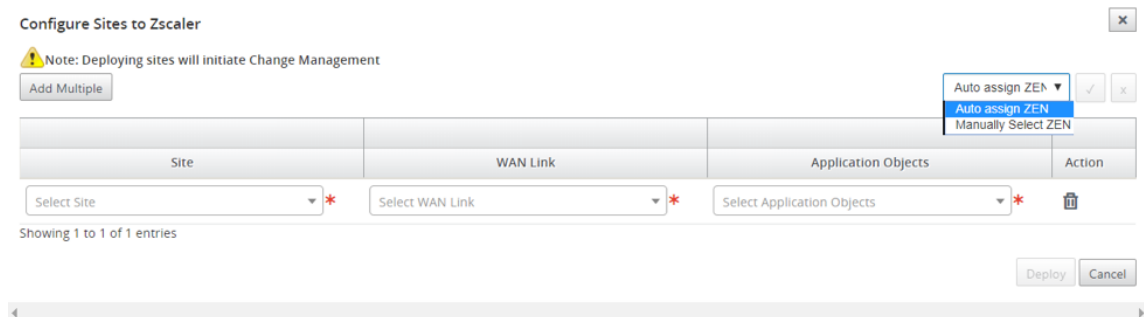 Configure Sites to Zscaler
x
Note: Deploying sites will initiate Change Management
Add Multiple
Auto assign ZEN
✓
x
Auto assign ZEN
Manually Select ZEN
Site
WAN Link
Application Objects
Action
Select Site
*
Select WAN Link
*
Select Application Objects
*
Showing 1 to 1 of 1 entries
Deploy
Cancel